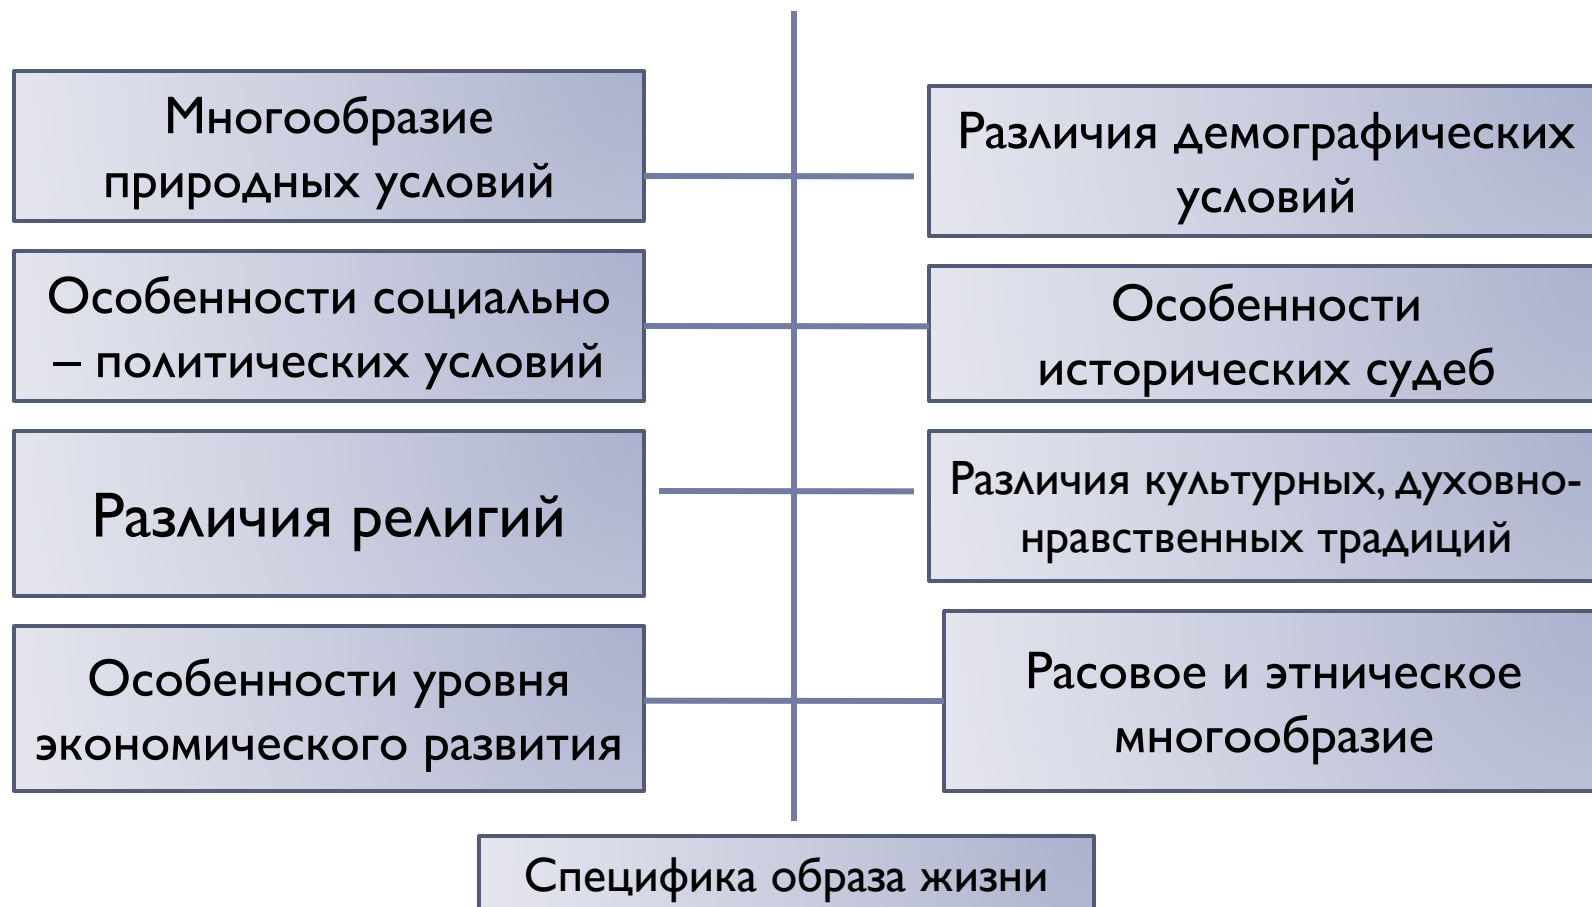 Многообразие
природных условий
Различия демографических
условий
Особенности социально
– политических условий
Особенности
исторических судеб
Различия религий
Различия культурных, духовно-
нравственных традиций
Особенности уровня
экономического развития
Расовое и этническое
многообразие
Специфика образа жизни